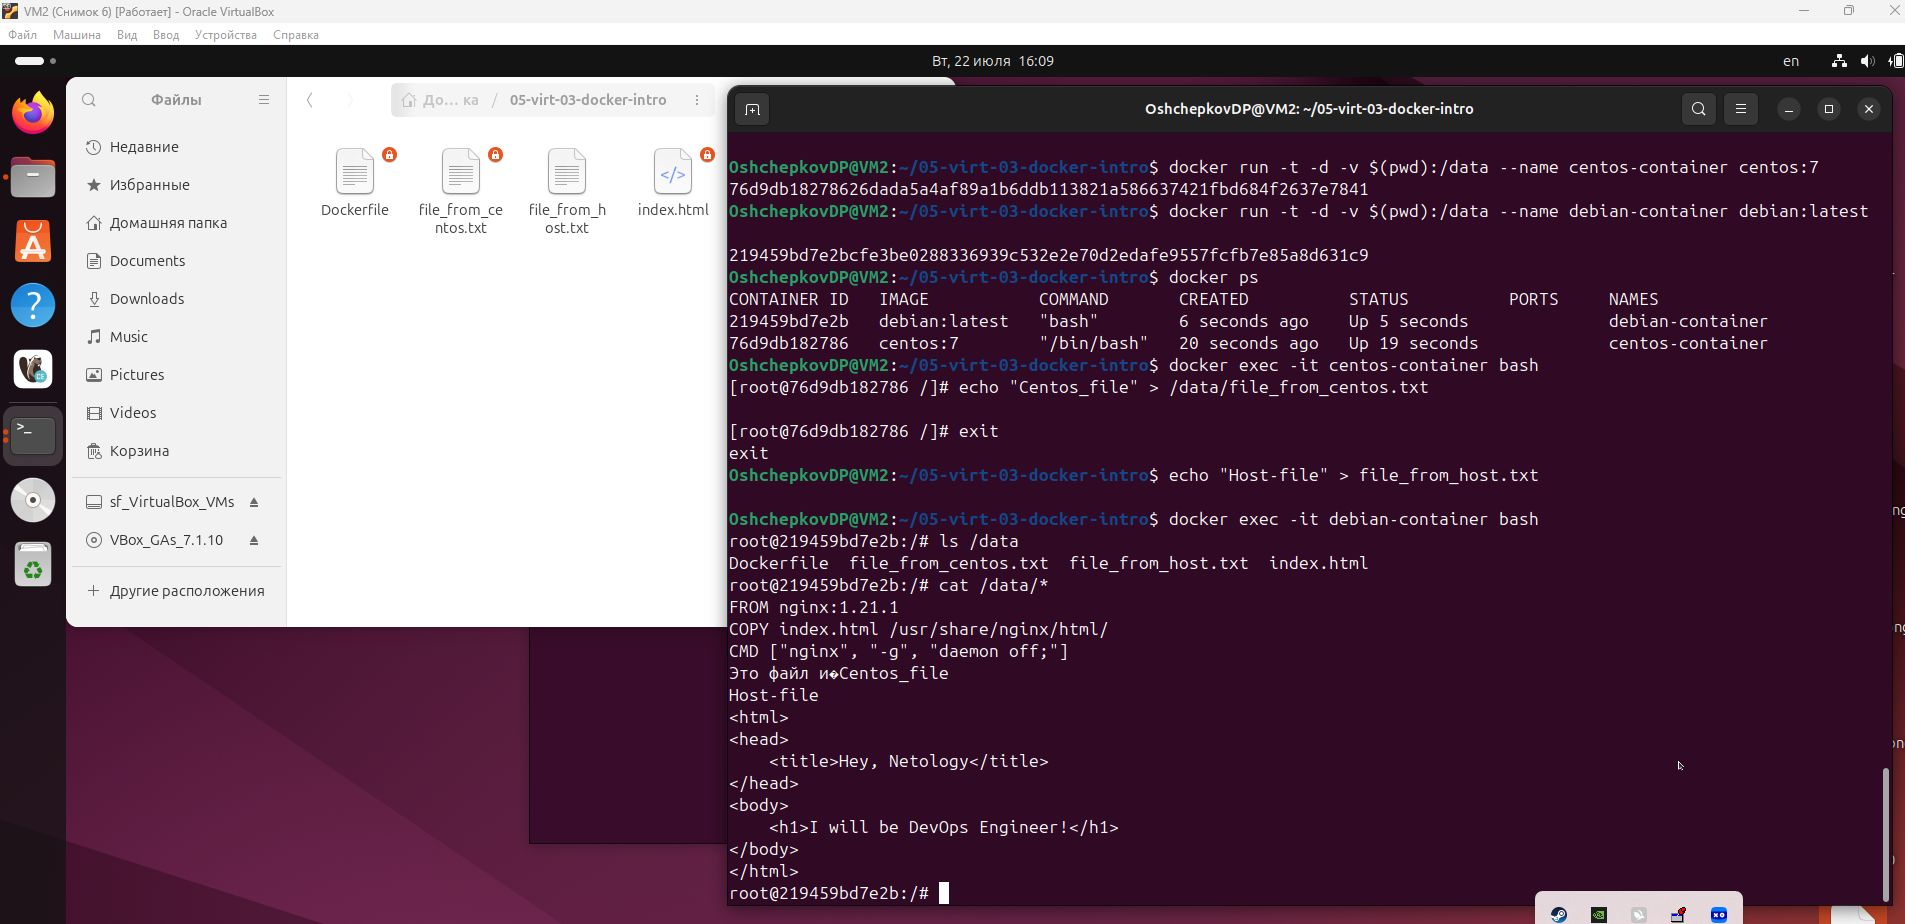 VM2 (Снимок 6) [Работает] - Oracle VirtualBox
Файл Машина Вид Ввод Устройства Справка
Вт, 22 июля 16:09
en
Файлы
До... ка / 05-virt-03-docker-intro
Недавние
Избранные
Домашняя папка
Documents
Downloads
Music
Pictures
Videos
Корзина
sf_VirtualBox_VMs
VBox_GAs_7.1.10
+ Другие расположения
Dockerfile
file_from_ce
ntos.txt
file_from_h
ost.txt
index.html
OshchepkovDP@VM2: ~/05-virt-03-docker-intro
OshchepkovDP@VM2:~/05-virt-03-docker-intro$ docker run -t -d -v $(pwd):/data --name centos-container centos:7
76d9db18278626dada5a4af89a1b6ddb113821a586637421fbd684f2637e7841
OshchepkovDP@VM2:~/05-virt-03-docker-intro$ docker run -t -d -v $(pwd):/data --name debian-container debian:latest
219459bd7e2bcfe3be0288336939c532e2e70d2edafe9557fcfb7e85a8d631c9
OshchepkovDP@VM2:~/05-virt-03-docker-intro$ docker ps
CONTAINER ID IMAGE COMMAND CREATED STATUS PORTS NAMES
219459bd7e2b debian:latest "bash" 6 seconds ago Up 5 seconds debian-container
76d9db182786 centos:7 "/bin/bash" 20 seconds ago Up 19 seconds centos-container
OshchepkovDP@VM2:~/05-virt-03-docker-intro$ docker exec -it centos-container bash
[root@76d9db182786 /]# echo "Centos_file" > /data/file_from_centos.txt
[root@76d9db182786 /]# exit
exit
OshchepkovDP@VM2:~/05-virt-03-docker-intro$ echo "Host-file" > file_from_host.txt
OshchepkovDP@VM2:~/05-virt-03-docker-intro$ docker exec -it debian-container bash
root@219459bd7e2b:/# ls /data
Dockerfile file_from_centos.txt file_from_host.txt index.html
root@219459bd7e2b:/# cat /data/*
FROM nginx:1.21.1
COPY index.html /usr/share/nginx/html/
CMD ["nginx", "-g", "daemon off;"]
Это файл и�Centos_file
Host-file
<html>
<head>
    <title>Hey, Netology</title>
</head>
<body>
    <h1>I will be DevOps Engineer!</h1>
</body>
</html>
root@219459bd7e2b:/#